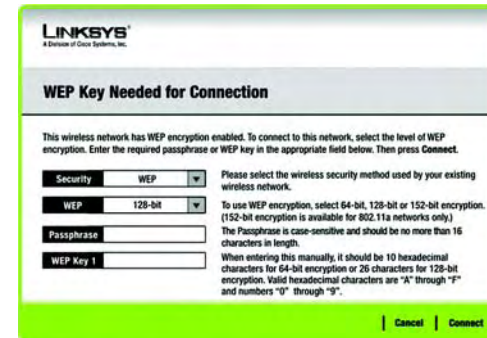 LINKSYS®
A Division of Cisco Systems, Inc.
WEP Key Needed for Connection
This wireless network has WEP encryption enabled. To connect to this network, select the level of WEP
encryption. Enter the required passphrase or WEP key in the appropriate field below. Then press Connect.
Security WEP
Please select the wireless security method used by your existing
wireless network.
WEP 128-bit
To use WEP encryption, select 64-bit, 128-bit or 152-bit encryption.
(152-bit encryption is available for 802.11a networks only.)
Passphrase
The Passphrase is case-sensitive and should be no more than 16
characters in length.
WEP Key 1
When entering this manually, it should be 10 hexadecimal
characters for 64-bit encryption or 26 characters for 128-bit
encryption. Valid hexadecimal characters are "A" through "F"
and numbers "0" through "9".
Cancel Connect